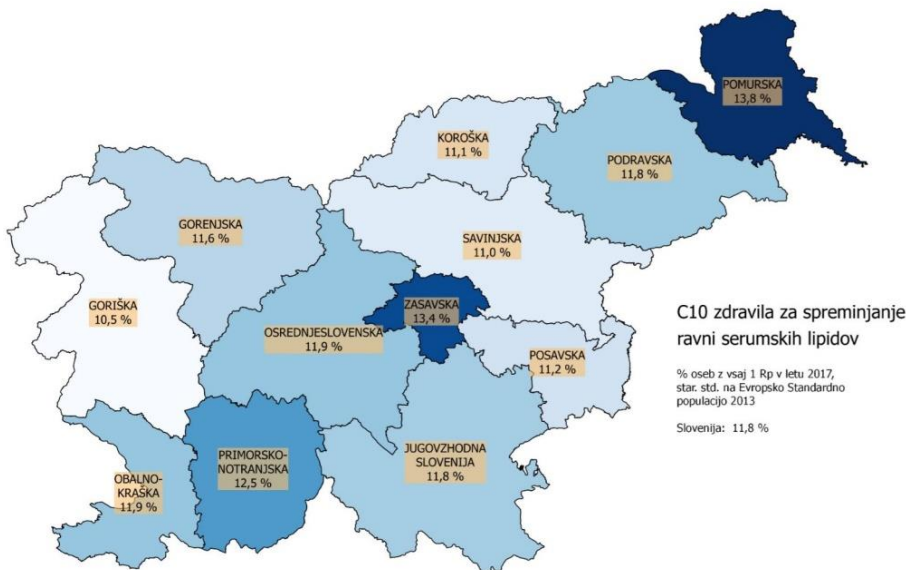 POMURSKA
13,8 %
KOROŠKA
11,1 %
PODRAVSKA
11,8 %
GORENJSKA
11,6 %
SAVINJSKA
11,0 %
GORIŠKA
10,5 %
ZASAVSKA
13,4 %
OSREDNJESLOVENSKA
11,9 %
POSAVSKA
11,2 %
C10 zdravila za spreminjanje
ravni serumskih lipidov
% oseb z vsaj 1 Rp v letu 2017,
star. std. na Evropsko Standardno
populacijo 2013
Slovenija: 11,8 %
PRIMORSKO-
NOTRANJSKA
12,5 %
JUGOVZHODNA
SLOVENIJA
11,8 %
OBALNO-
KRAŠKA
11,9 %